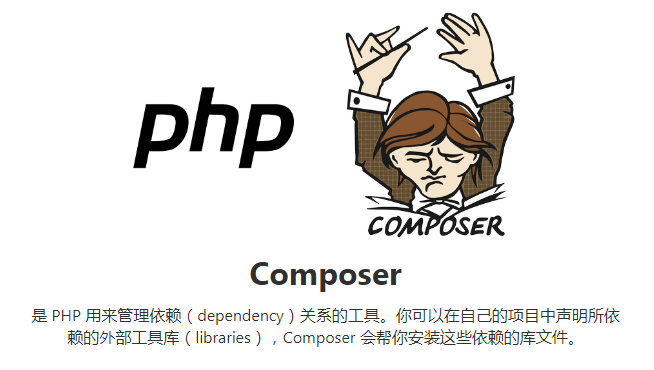 php
COMPOSER
Composer
是 PHP 用来管理依赖（dependency）关系的工具。你可以在自己的项目中声明所依
赖的外部工具库（libraries），Composer 会帮你安装这些依赖的库文件。